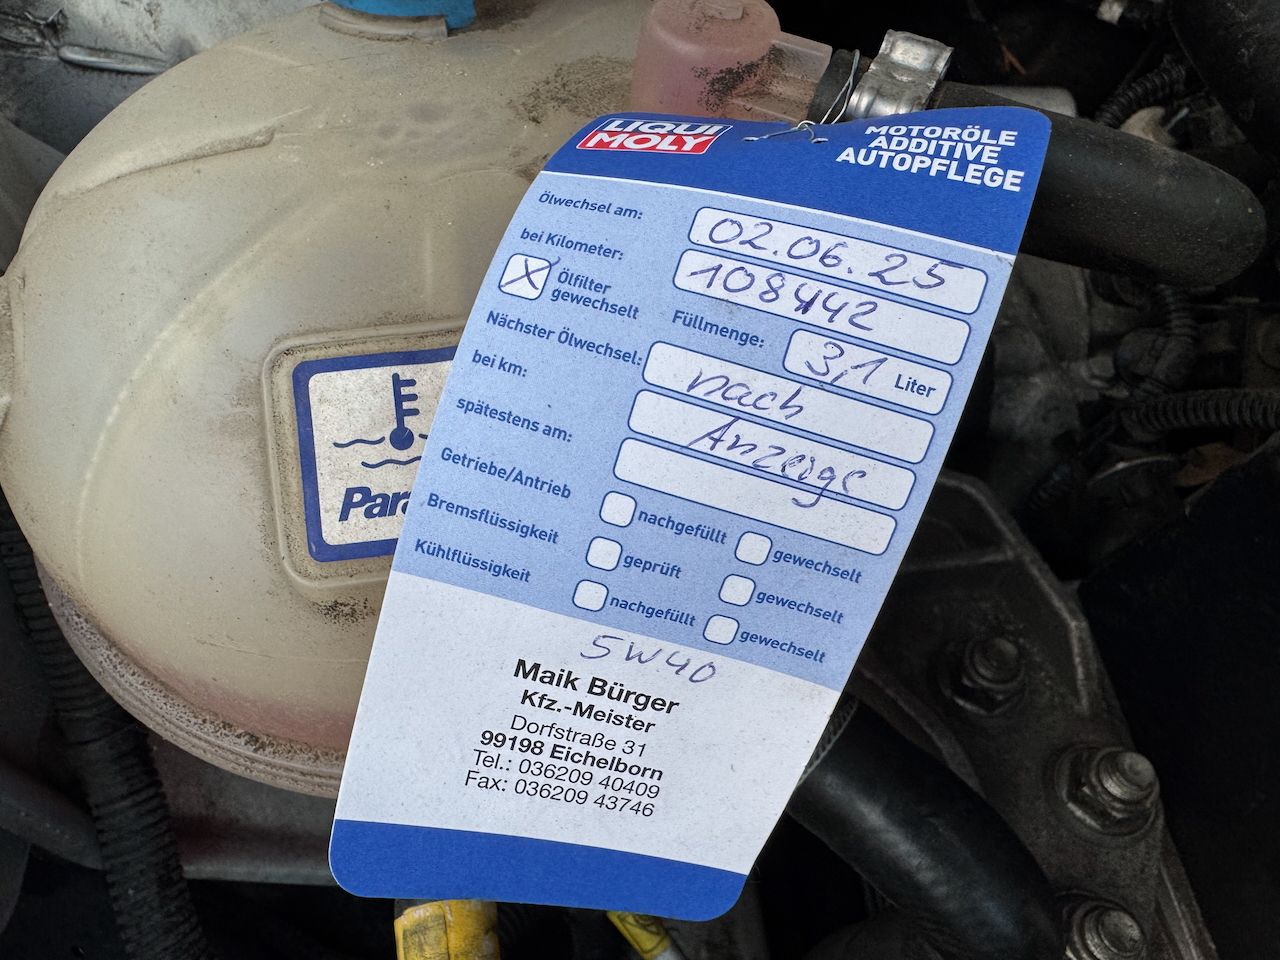 LIQUI
MOLY
MOTORÖLE
ADDITIVE
AUTOPFLEGE
Ölwechsel am: 02.06.25
bei Kilometer: 108442
X Ölfilter
gewechselt
Füllmenge: 3,1 Liter
Nächster Ölwechsel:
bei km: nach
spätestens am: Anzeige
Getriebe/Antrieb nachgefüllt gewechselt
Bremsflüssigkeit geprüft gewechselt
Kühlflüssigkeit nachgefüllt gewechselt
5W40
Maik Bürger
Kfz.-Meister
Dorfstraße 31
99198 Eichelborn
Tel.: 036209 40409
Fax: 036209 43746
Par